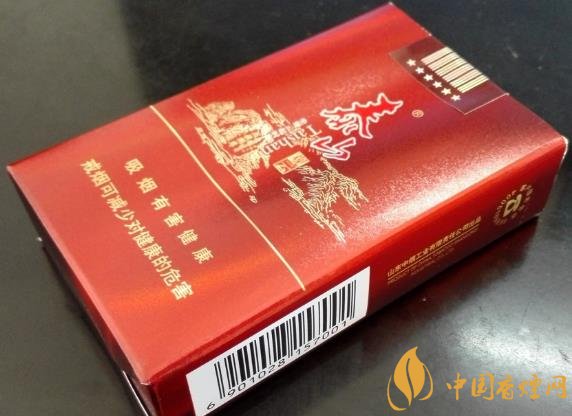 泰山
®
Taishan
吸烟有害健康
戒烟可减少对健康的危害
山东中烟工业有限责任公司出品
6 901028 157001
中国香烟网